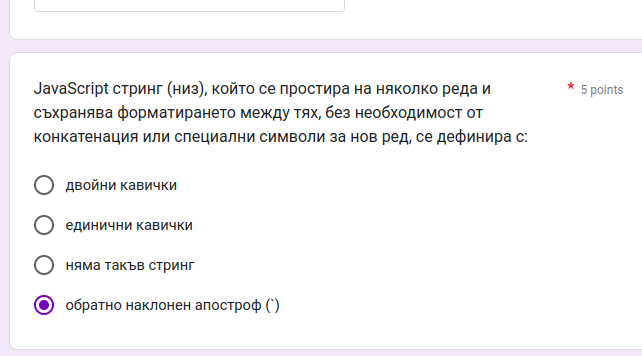 JavaScript стринг (низ), който се простира на няколко реда и
съхранява форматирането между тях, без необходимост от
конкатенация или специални символи за нов ред, се дефинира с:
* 5 points
двойни кавички
единични кавички
няма такъв стринг
обратно наклонен апостроф (`)